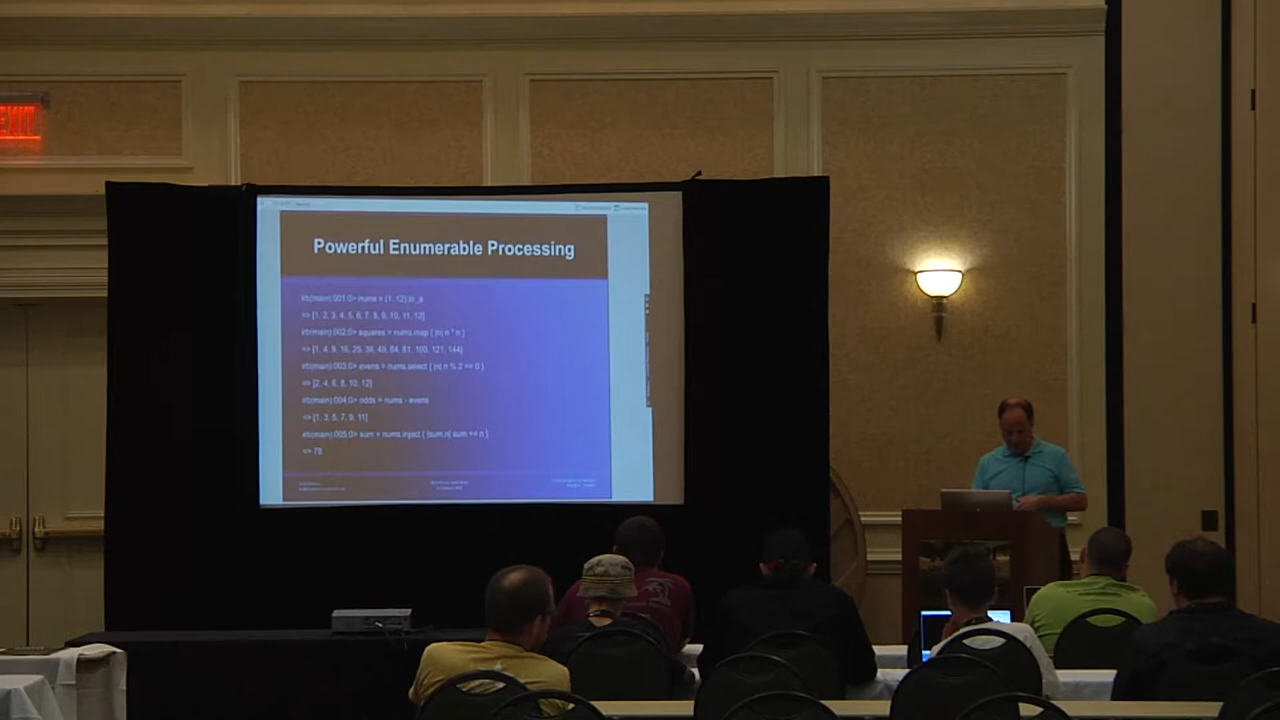 EXIT
Powerful Enumerable Processing
irb(main):001:0> nums = (1..12).to_a
=> [1, 2, 3, 4, 5, 6, 7, 8, 9, 10, 11, 12]
irb(main):002:0> squares = nums.map { |n| n * n }
=> [1, 4, 9, 16, 25, 36, 49, 64, 81, 100, 121, 144]
irb(main):003:0> evens = nums.select { |n| n % 2 == 0 }
=> [2, 4, 6, 8, 10, 12]
irb(main):004:0> odds = nums - evens
=> [1, 3, 5, 7, 9, 11]
irb(main):005:0> sum = nums.inject { |sum,n| sum += n }
=> 78